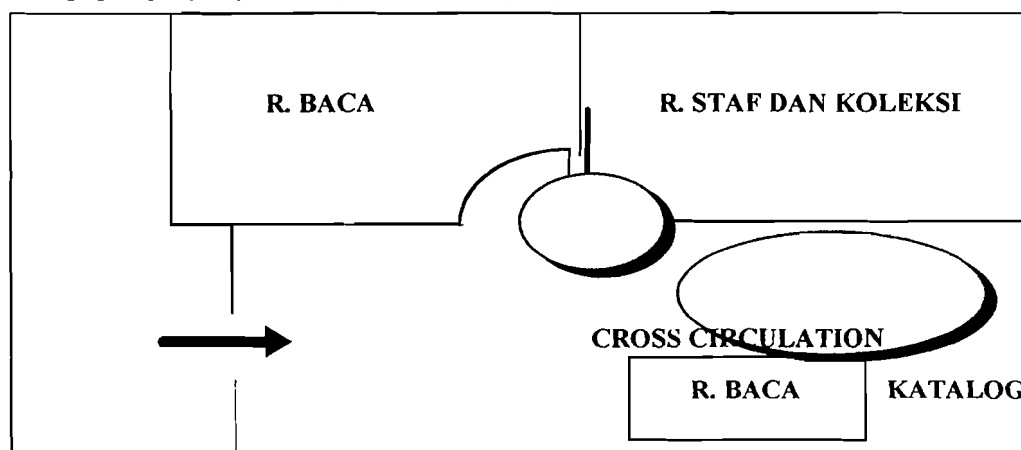 R. BACA
R. STAF DAN KOLEKSI
CROSS CIRCULATION
R. BACA
KATALOG